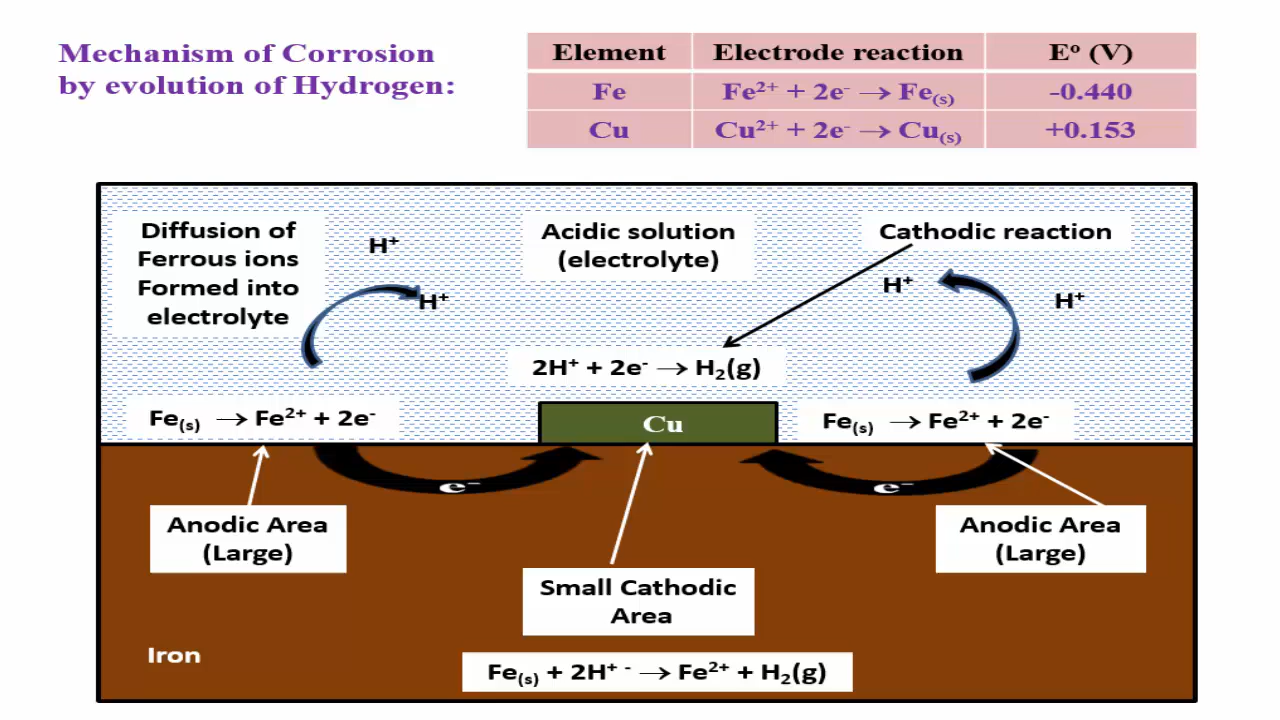 Mechanism of Corrosion
by evolution of Hydrogen:
Element Electrode reaction Eº (V)
Fe Fe²⁺ + 2e⁻ → Fe₍ₛ₎ -0.440
Cu Cu²⁺ + 2e⁻ → Cu₍ₛ₎ +0.153
Diffusion of
Ferrous ions
Formed into
electrolyte
H⁺
H⁺
Acidic solution
(electrolyte)
Cathodic reaction
H⁺
H⁺
2H⁺ + 2e⁻ → H₂(g)
Fe₍ₛ₎ → Fe²⁺ + 2e⁻
Cu
Fe₍ₛ₎ → Fe²⁺ + 2e⁻
e⁻
e⁻
Anodic Area
(Large)
Anodic Area
(Large)
Small Cathodic
Area
Iron
Fe₍ₛ₎ + 2H⁺ ⁻ → Fe²⁺ + H₂(g)